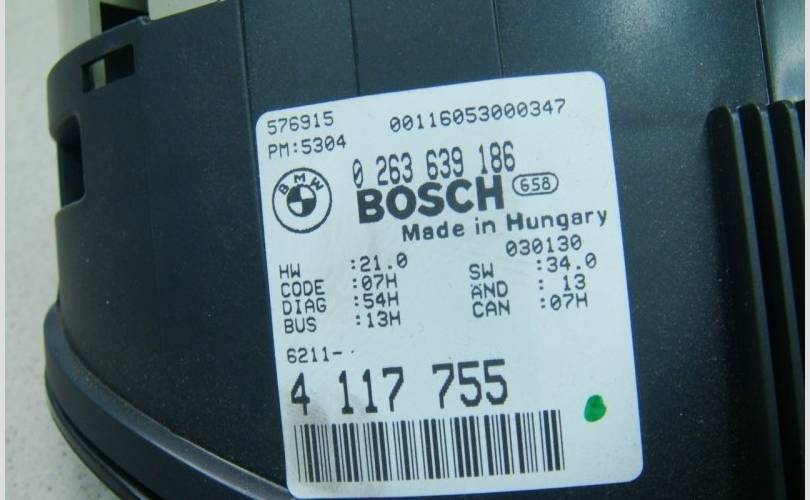 576915 00116053000347
PM:5304
0 263 639 186
BMW
BOSCH 658
Made in Hungary
030130
HW :21.0 SW :34.0
CODE :07H ÄND : 13
DIAG :54H CAN :07H
BUS :13H
6211-
4 117 755